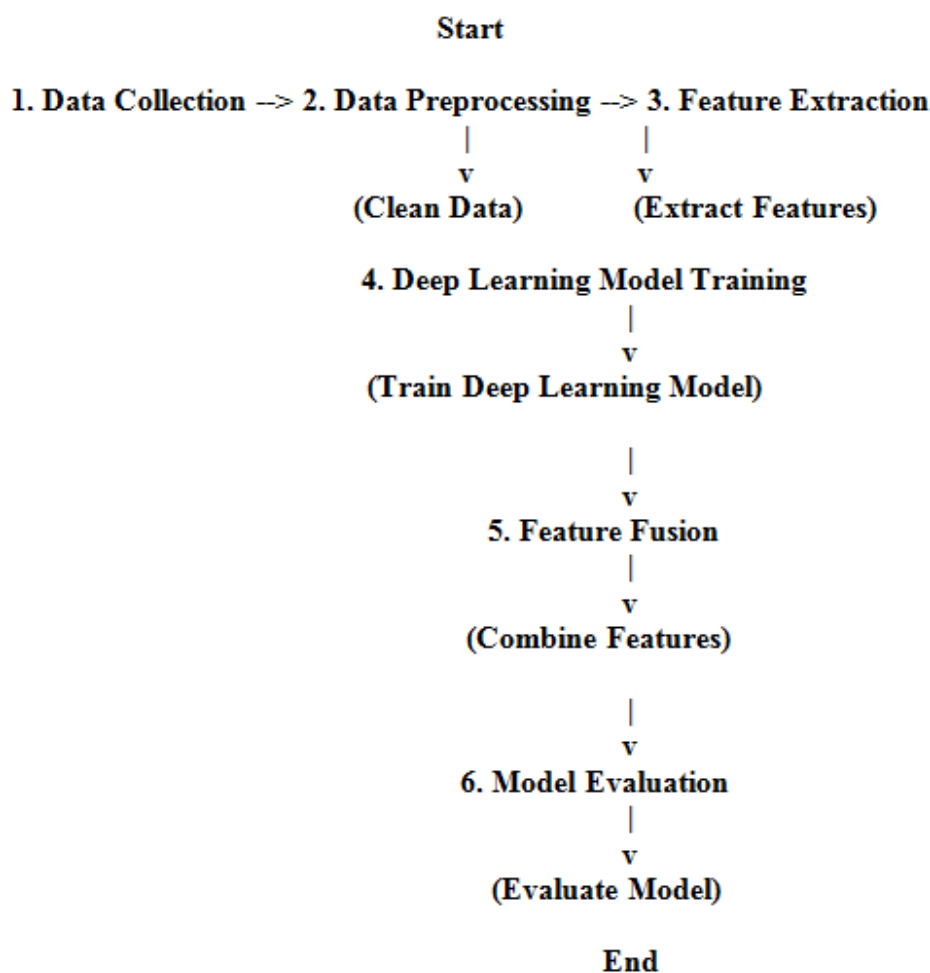 Start
1. Data Collection --> 2. Data Preprocessing --> 3. Feature Extraction
| |
v v
(Clean Data) (Extract Features)
4. Deep Learning Model Training
|
v
(Train Deep Learning Model)
|
v
5. Feature Fusion
|
v
(Combine Features)
|
v
6. Model Evaluation
|
v
(Evaluate Model)
End